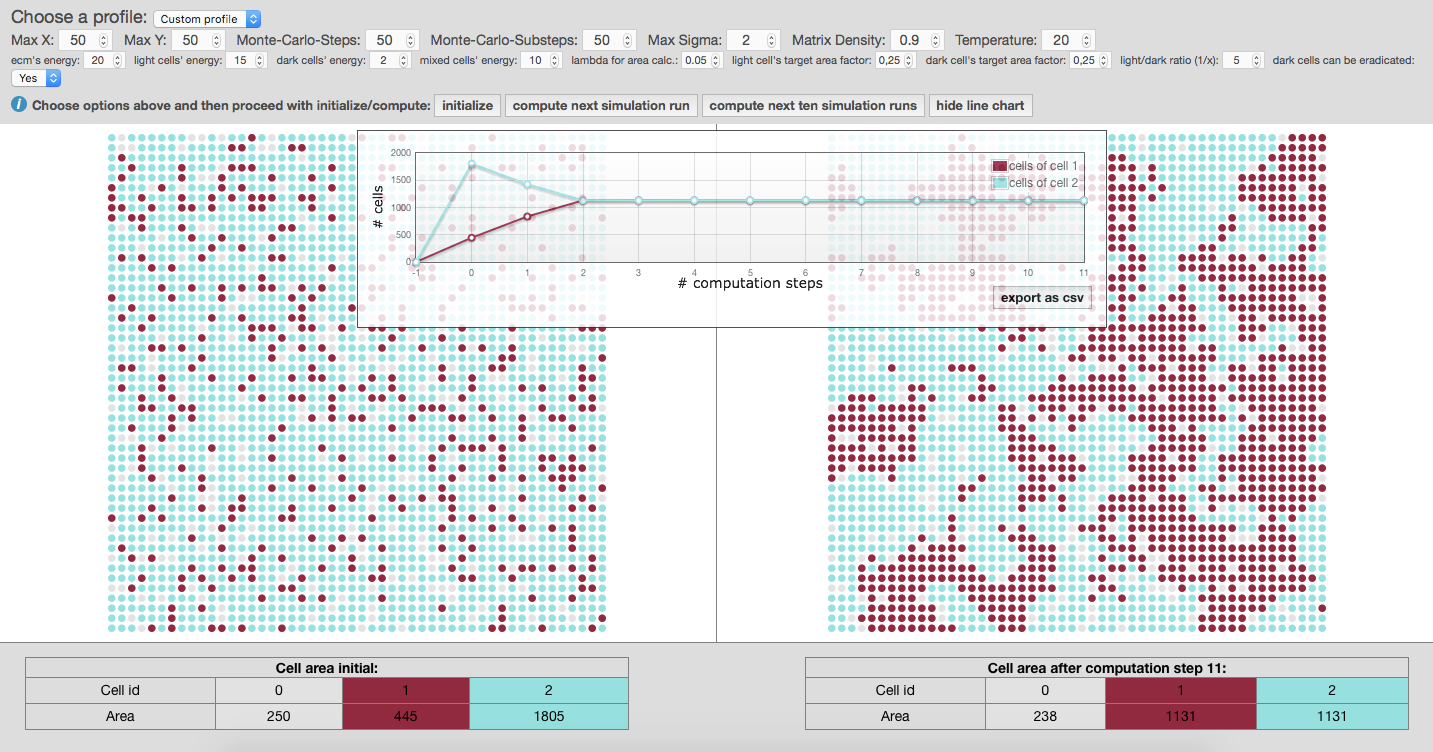 Choose a profile: Custom profile
Max X: 50 Max Y: 50 Monte-Carlo-Steps: 50 Monte-Carlo-Substeps: 50 Max Sigma: 2 Matrix Density: 0.9 Temperature: 20
ecm's energy: 20 light cells' energy: 15 dark cells' energy: 2 mixed cells' energy: 10 lambda for area calc.: 0.05 light cell's target area factor: 0,25 dark cell's target area factor: 0,25 light/dark ratio (1/x): 5 dark cells can be eradicated:
Yes
i Choose options above and then proceed with initialize/compute: initialize compute next simulation run compute next ten simulation runs hide line chart
2000
1500
1000
500
0
# cells
cells of cell 1
cells of cell 2
-1 0 1 2 3 4 5 6 7 8 9 10 11
# computation steps
export as csv
Cell area initial:
Cell id 0 1 2
Area 250 445 1805
Cell area after computation step 11:
Cell id 0 1 2
Area 238 1131 1131